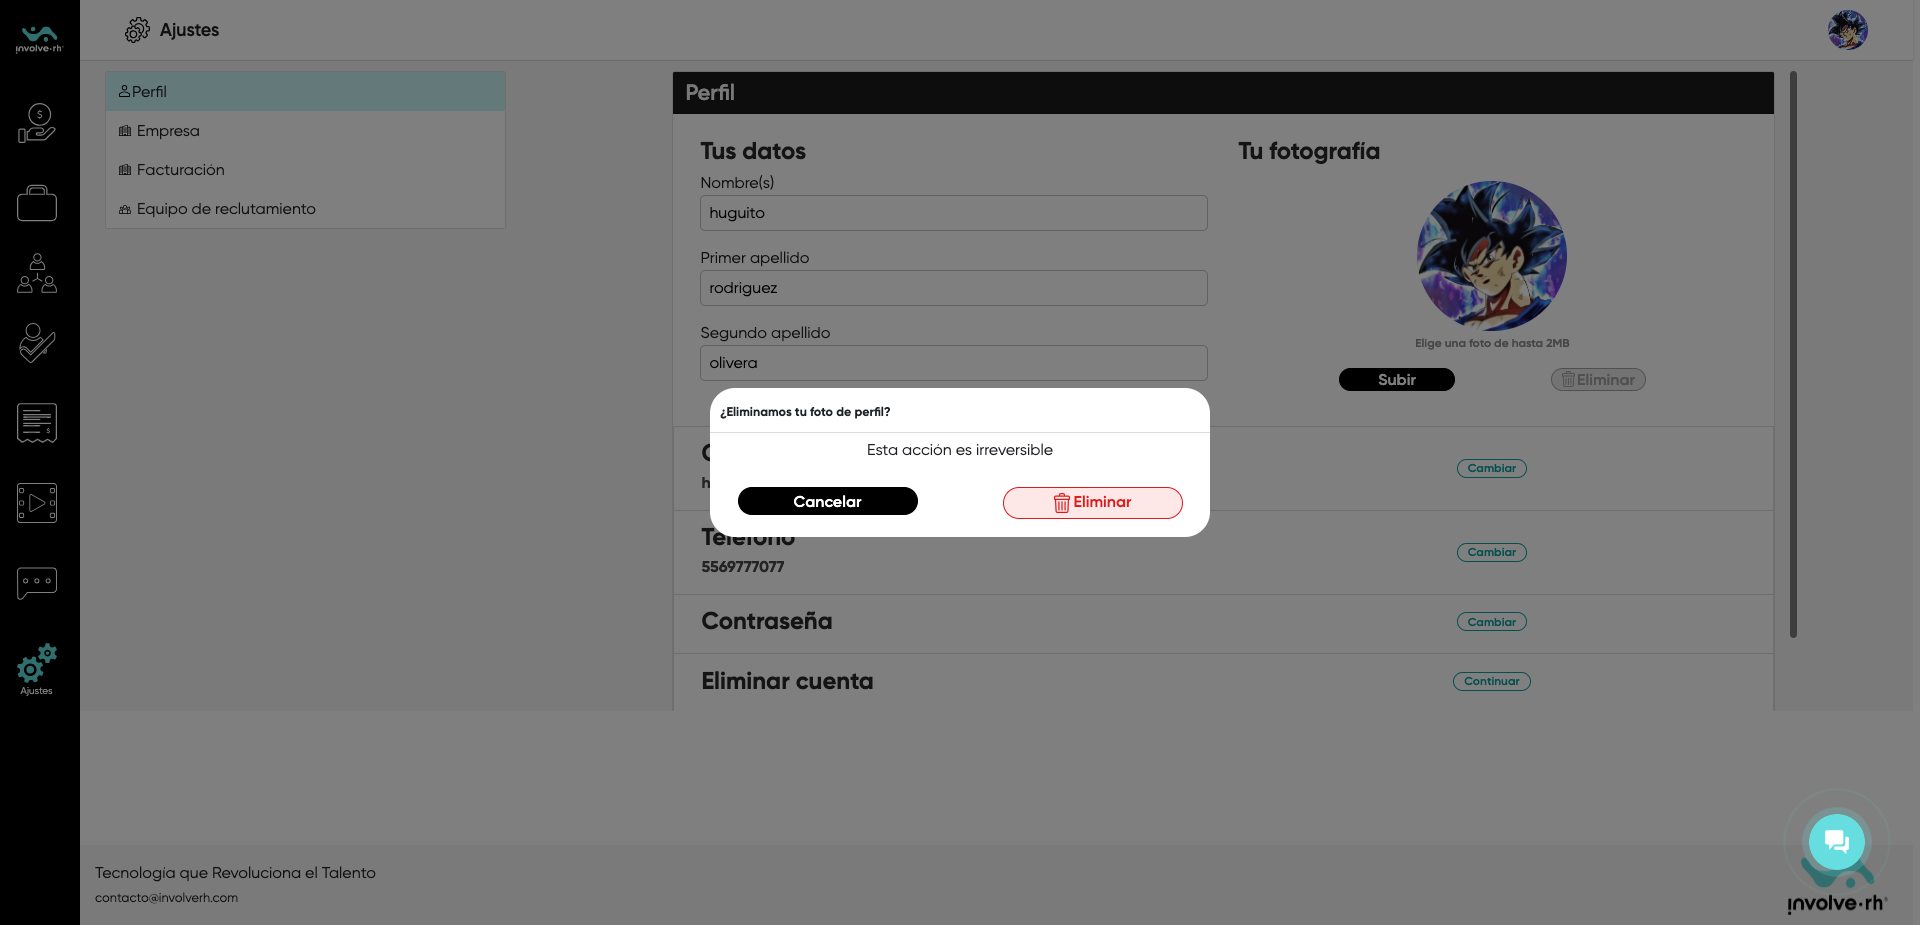 involve·rh
Ajustes
Perfil
Empresa
Facturación
Equipo de reclutamiento
Ajustes
Perfil
Tus datos
Nombre(s)
huguito
Primer apellido
rodriguez
Segundo apellido
olivera
Tu fotografía
Elige una foto de hasta 2MB
Subir
Eliminar
¿Eliminamos tu foto de perfil?
Esta acción es irreversible
Cancelar
Eliminar
Cambiar
Teléfono
5569777077
Cambiar
Contraseña
Cambiar
Eliminar cuenta
Continuar
Tecnología que Revoluciona el Talento
contacto@involverh.com
involve·rh